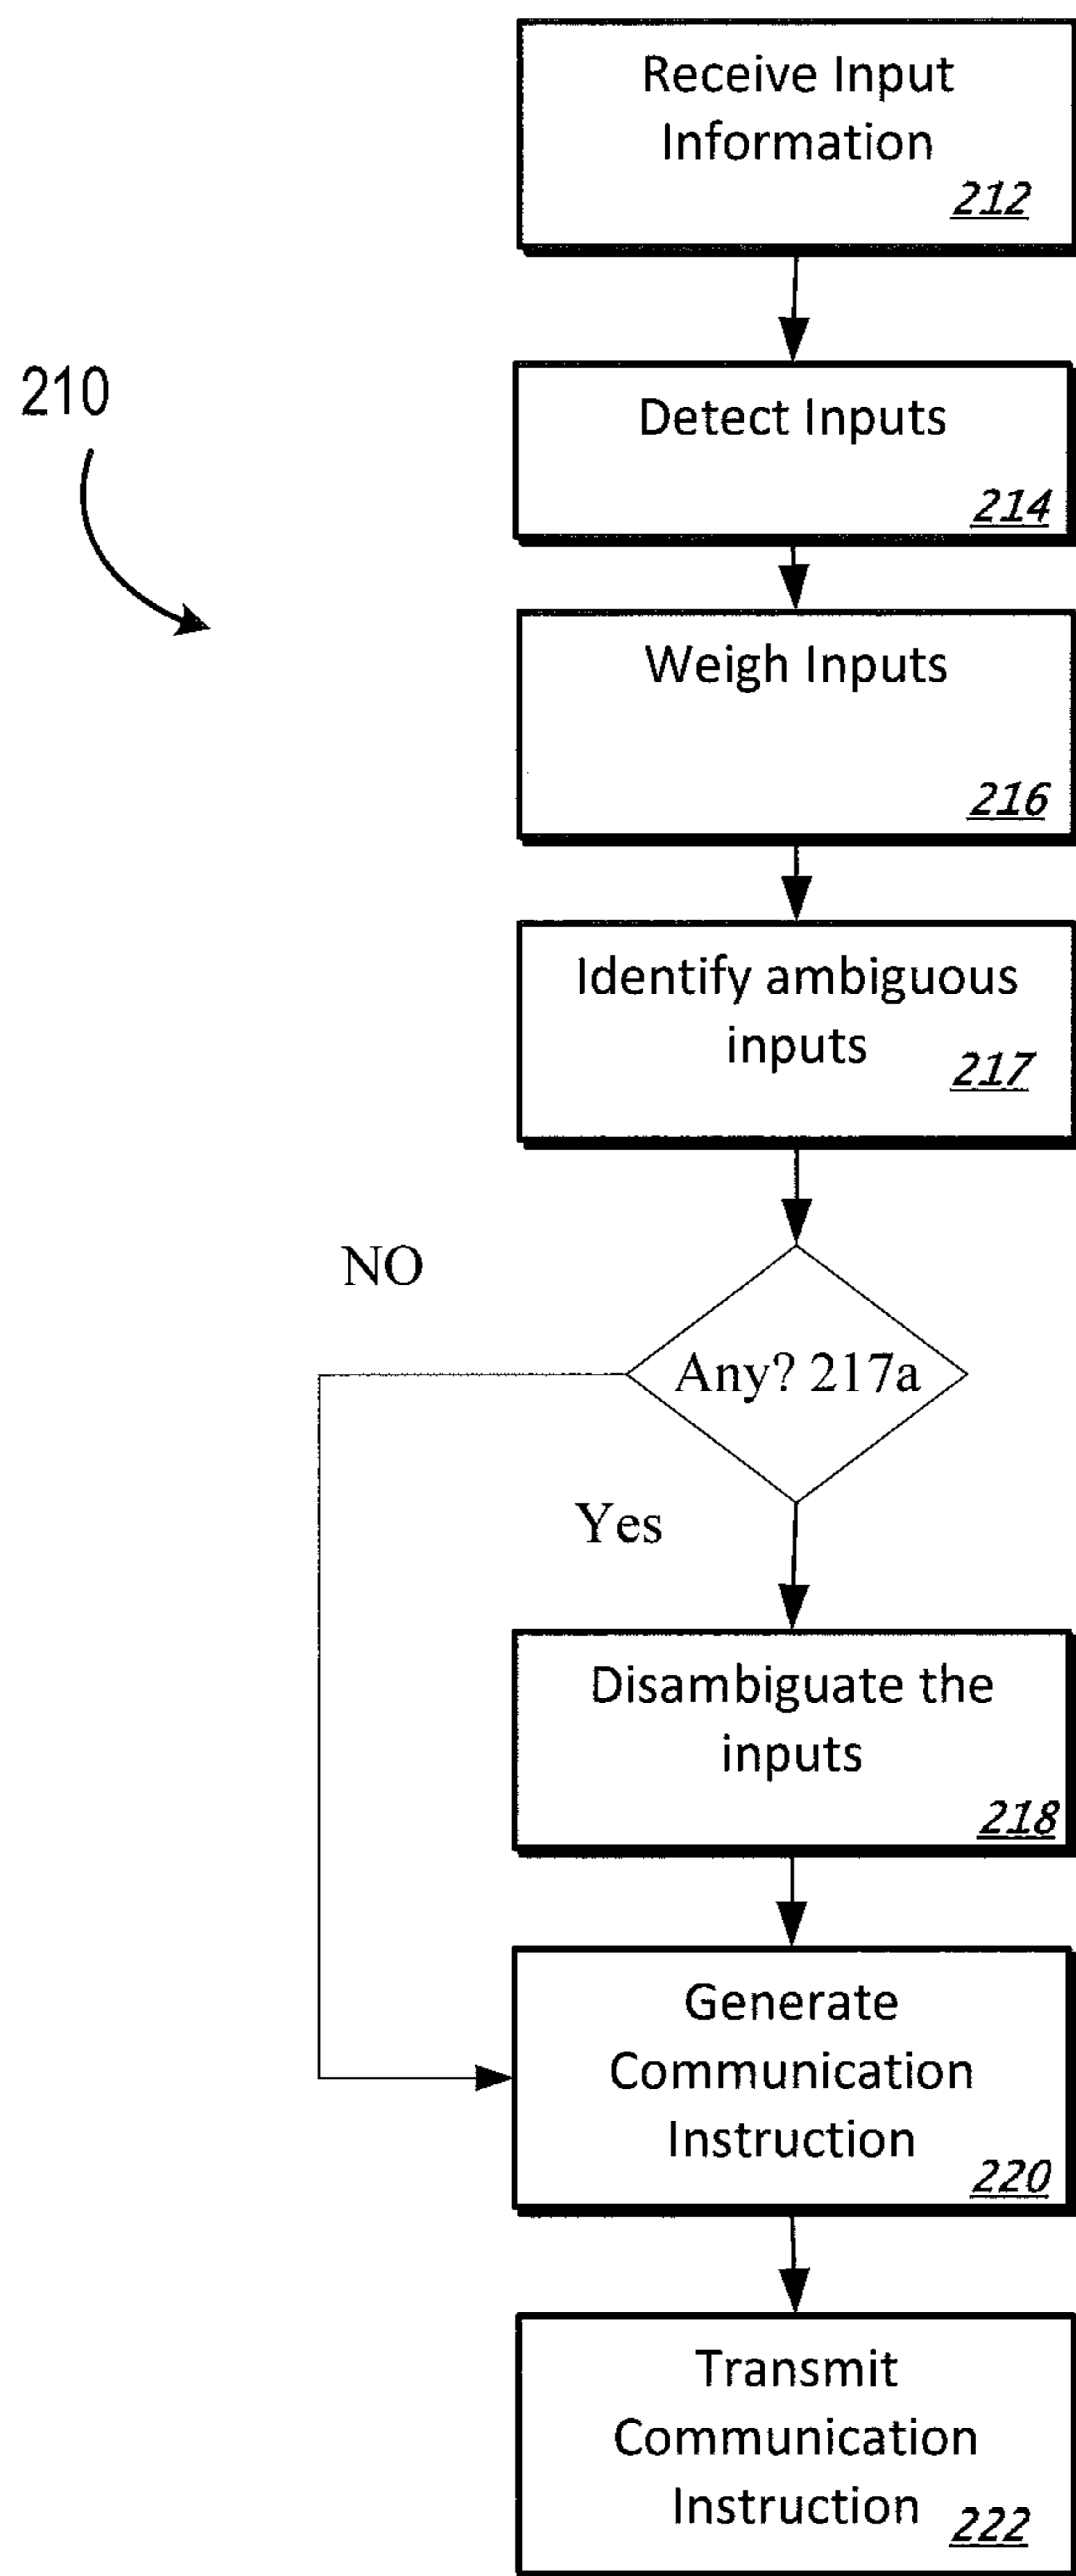 Receive Input
Information
212
210
Detect Inputs
214
Weigh Inputs
216
Identify ambiguous
inputs
217
NO
Any? 217a
Yes
Disambiguate the
inputs
218
Generate
Communication
Instruction
220
Transmit
Communication
Instruction
222